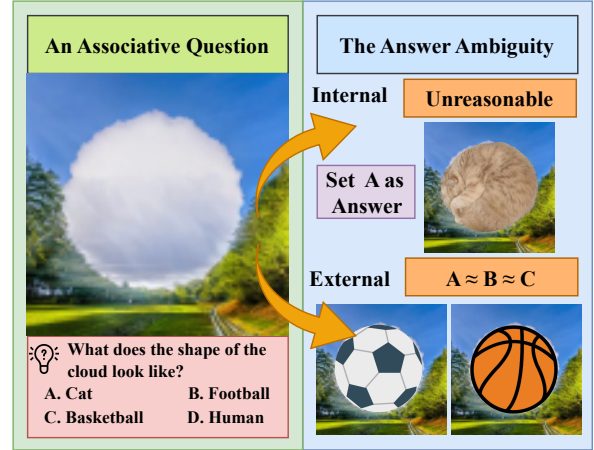 An Associative Question
What does the shape of the
cloud look like?
A. Cat
B. Football
C. Basketball
D. Human
The Answer Ambiguity
Internal
Unreasonable
Set A as
Answer
External
A ≈ B ≈ C